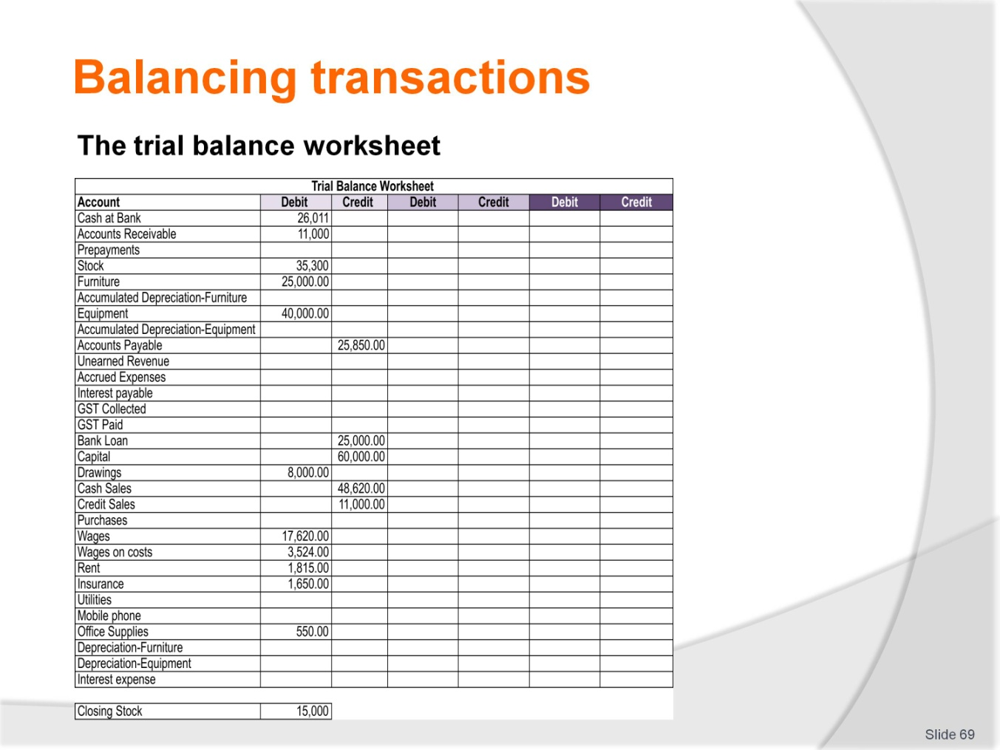 Balancing transactions
The trial balance worksheet
Trial Balance Worksheet
Account Debit Credit Debit Credit Debit Credit
Cash at Bank 26,011
Accounts Receivable 11,000
Prepayments
Stock 35,300
Furniture 25,000.00
Accumulated Depreciation-Furniture
Equipment 40,000.00
Accumulated Depreciation-Equipment
Accounts Payable 25,850.00
Unearned Revenue
Accrued Expenses
Interest payable
GST Collected
GST Paid
Bank Loan 25,000.00
Capital 60,000.00
Drawings 8,000.00
Cash Sales 48,620.00
Credit Sales 11,000.00
Purchases
Wages 17,620.00
Wages on costs 3,524.00
Rent 1,815.00
Insurance 1,650.00
Utilities
Mobile phone
Office Supplies 550.00
Depreciation-Furniture
Depreciation-Equipment
Interest expense
Closing Stock 15,000
Slide 69